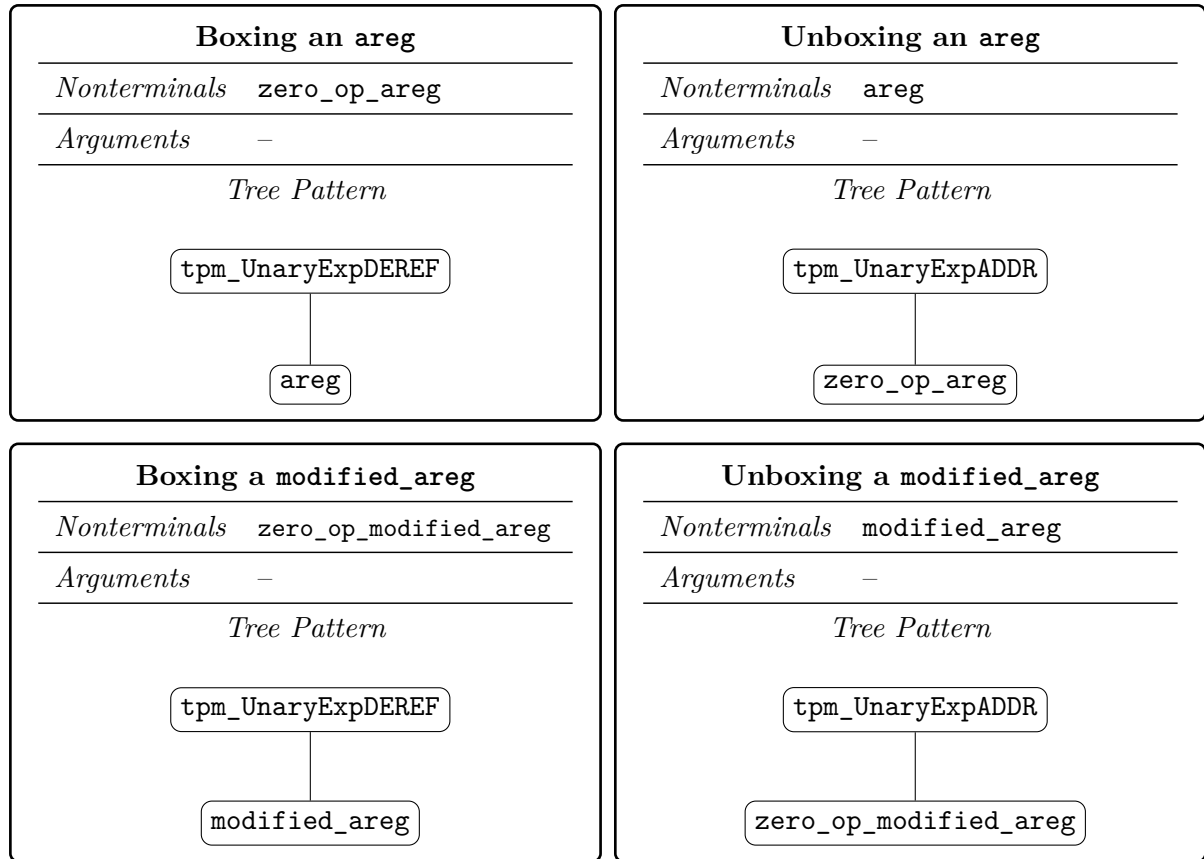 Boxing an areg
Nonterminals zero_op_areg
Arguments –
Tree Pattern
tpm_UnaryExpDEREF
areg
Unboxing an areg
Nonterminals areg
Arguments –
Tree Pattern
tpm_UnaryExpADDR
zero_op_areg
Boxing a modified_areg
Nonterminals zero_op_modified_areg
Arguments –
Tree Pattern
tpm_UnaryExpDEREF
modified_areg
Unboxing a modified_areg
Nonterminals modified_areg
Arguments –
Tree Pattern
tpm_UnaryExpADDR
zero_op_modified_areg